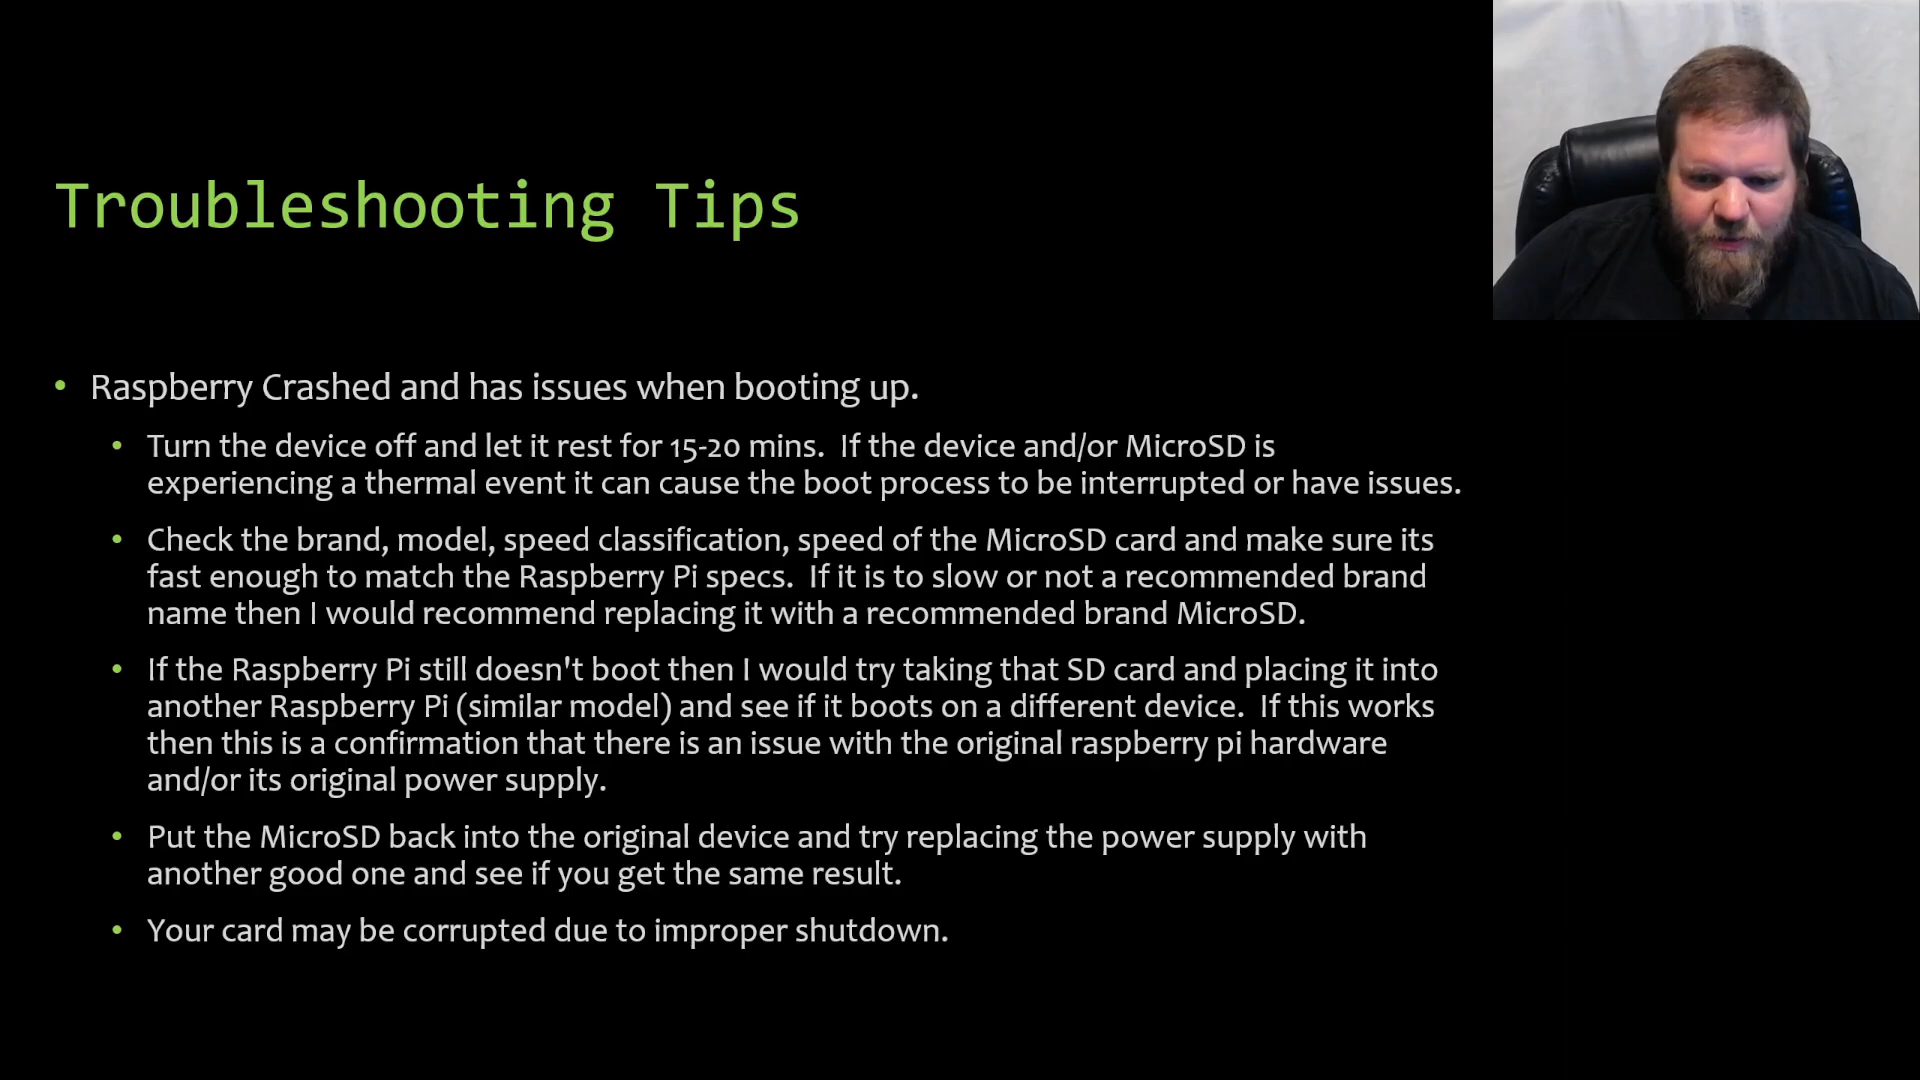 Troubleshooting Tips
• Raspberry Crashed and has issues when booting up.
• Turn the device off and let it rest for 15-20 mins.  If the device and/or MicroSD is
experiencing a thermal event it can cause the boot process to be interrupted or have issues.
• Check the brand, model, speed classification, speed of the MicroSD card and make sure its
fast enough to match the Raspberry Pi specs.  If it is to slow or not a recommended brand
name then I would recommend replacing it with a recommended brand MicroSD.
• If the Raspberry Pi still doesn't boot then I would try taking that SD card and placing it into
another Raspberry Pi (similar model) and see if it boots on a different device.  If this works
then this is a confirmation that there is an issue with the original raspberry pi hardware
and/or its original power supply.
• Put the MicroSD back into the original device and try replacing the power supply with
another good one and see if you get the same result.
• Your card may be corrupted due to improper shutdown.